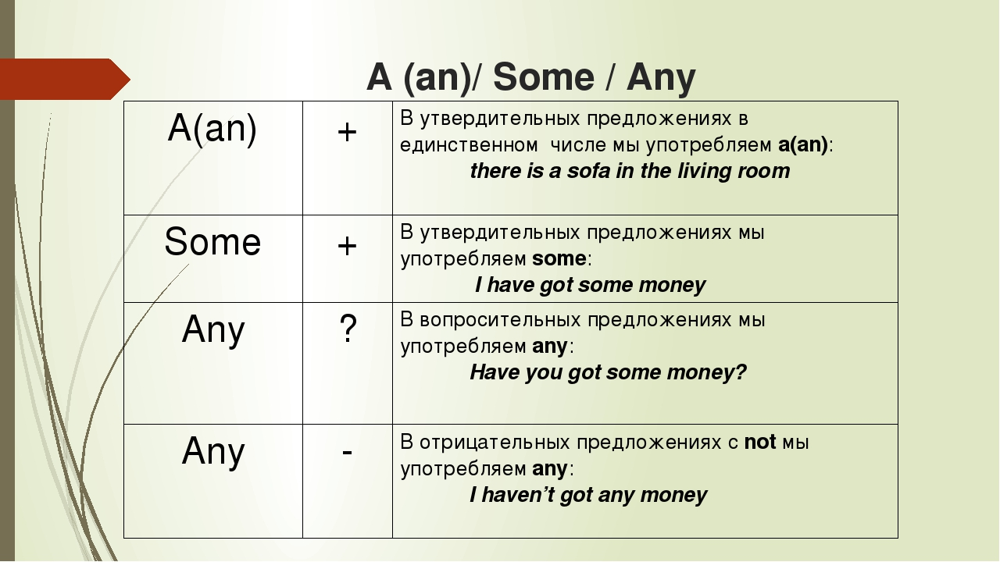 A (an)/ Some / Any
A(an)
+
В утвердительных предложениях в
единственном числе мы употребляем a(an):
there is a sofa in the living room
Some
+
В утвердительных предложениях мы
употребляем some:
I have got some money
Any
?
В вопросительных предложениях мы
употребляем any:
Have you got some money?
Any
-
В отрицательных предложениях с not мы
употребляем any:
I haven’t got any money